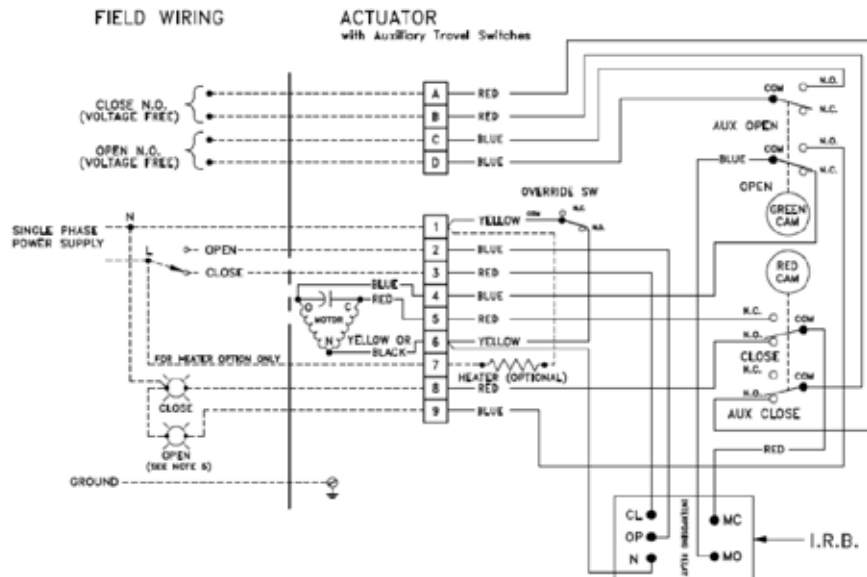 FIELD WIRING
ACTUATOR
with Auxilliary Travel Switches
CLOSE N.O.
(VOLTAGE FREE)
OPEN N.O.
(VOLTAGE FREE)
A RED
B RED
C BLUE
D BLUE
COM
N.O.
N.C.
AUX OPEN
BLUE
COM
N.O.
N.C.
OPEN
GREEN
CAM
RED
CAM
OVERRIDE SW
COM
N.C.
N.O.
N
SINGLE PHASE
POWER SUPPLY
L
OPEN
CLOSE
1 YELLOW
2 BLUE
3 RED
BLUE 4 BLUE
RED 5 RED
O C
MOTOR
N
YELLOW OR
BLACK
6 YELLOW
FOR HEATER OPTION ONLY
7
HEATER (OPTIONAL)
8 RED
9 BLUE
CLOSE
OPEN
(SEE NOTE 5)
GROUND
N.C.
COM
N.O.
CLOSE
N.C.
COM
N.O.
AUX CLOSE
RED
CL
OP
N
INTERPOSING RELAY
MC
MO
I.R.B.